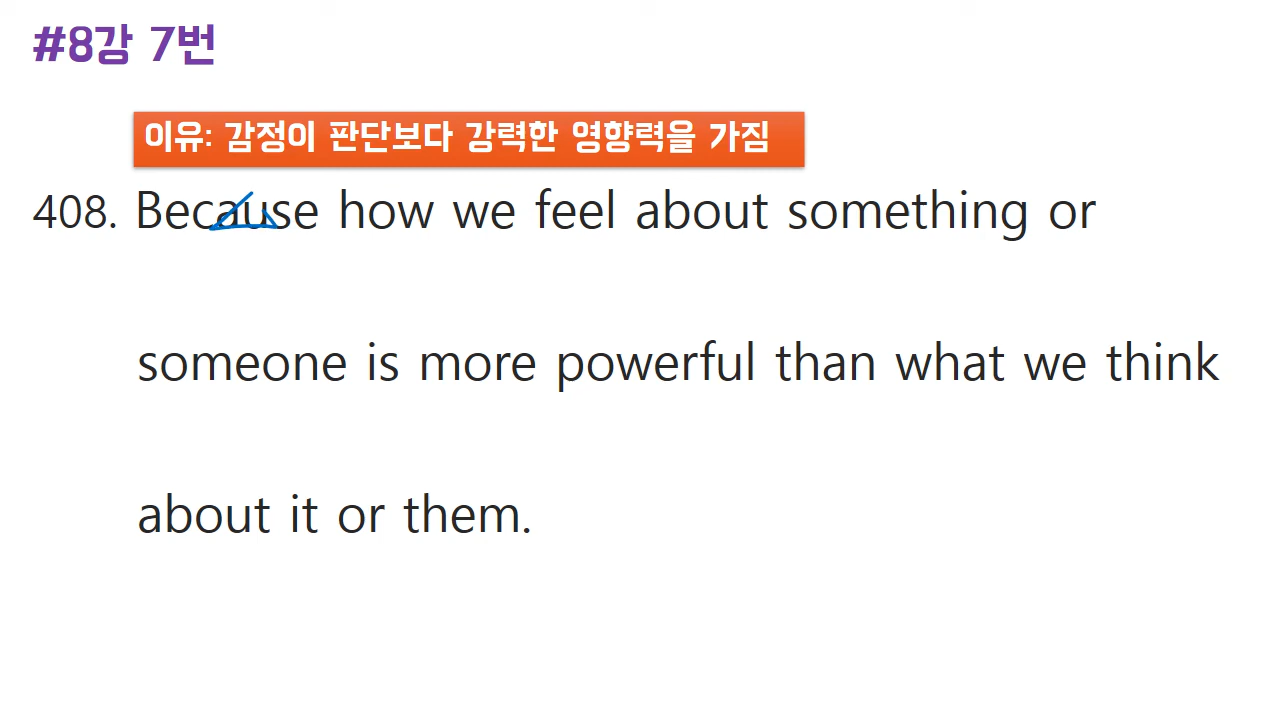 #8강 7번
이유: 감정이 판단보다 강력한 영향력을 가짐
408. Because how we feel about something or
someone is more powerful than what we think
about it or them.